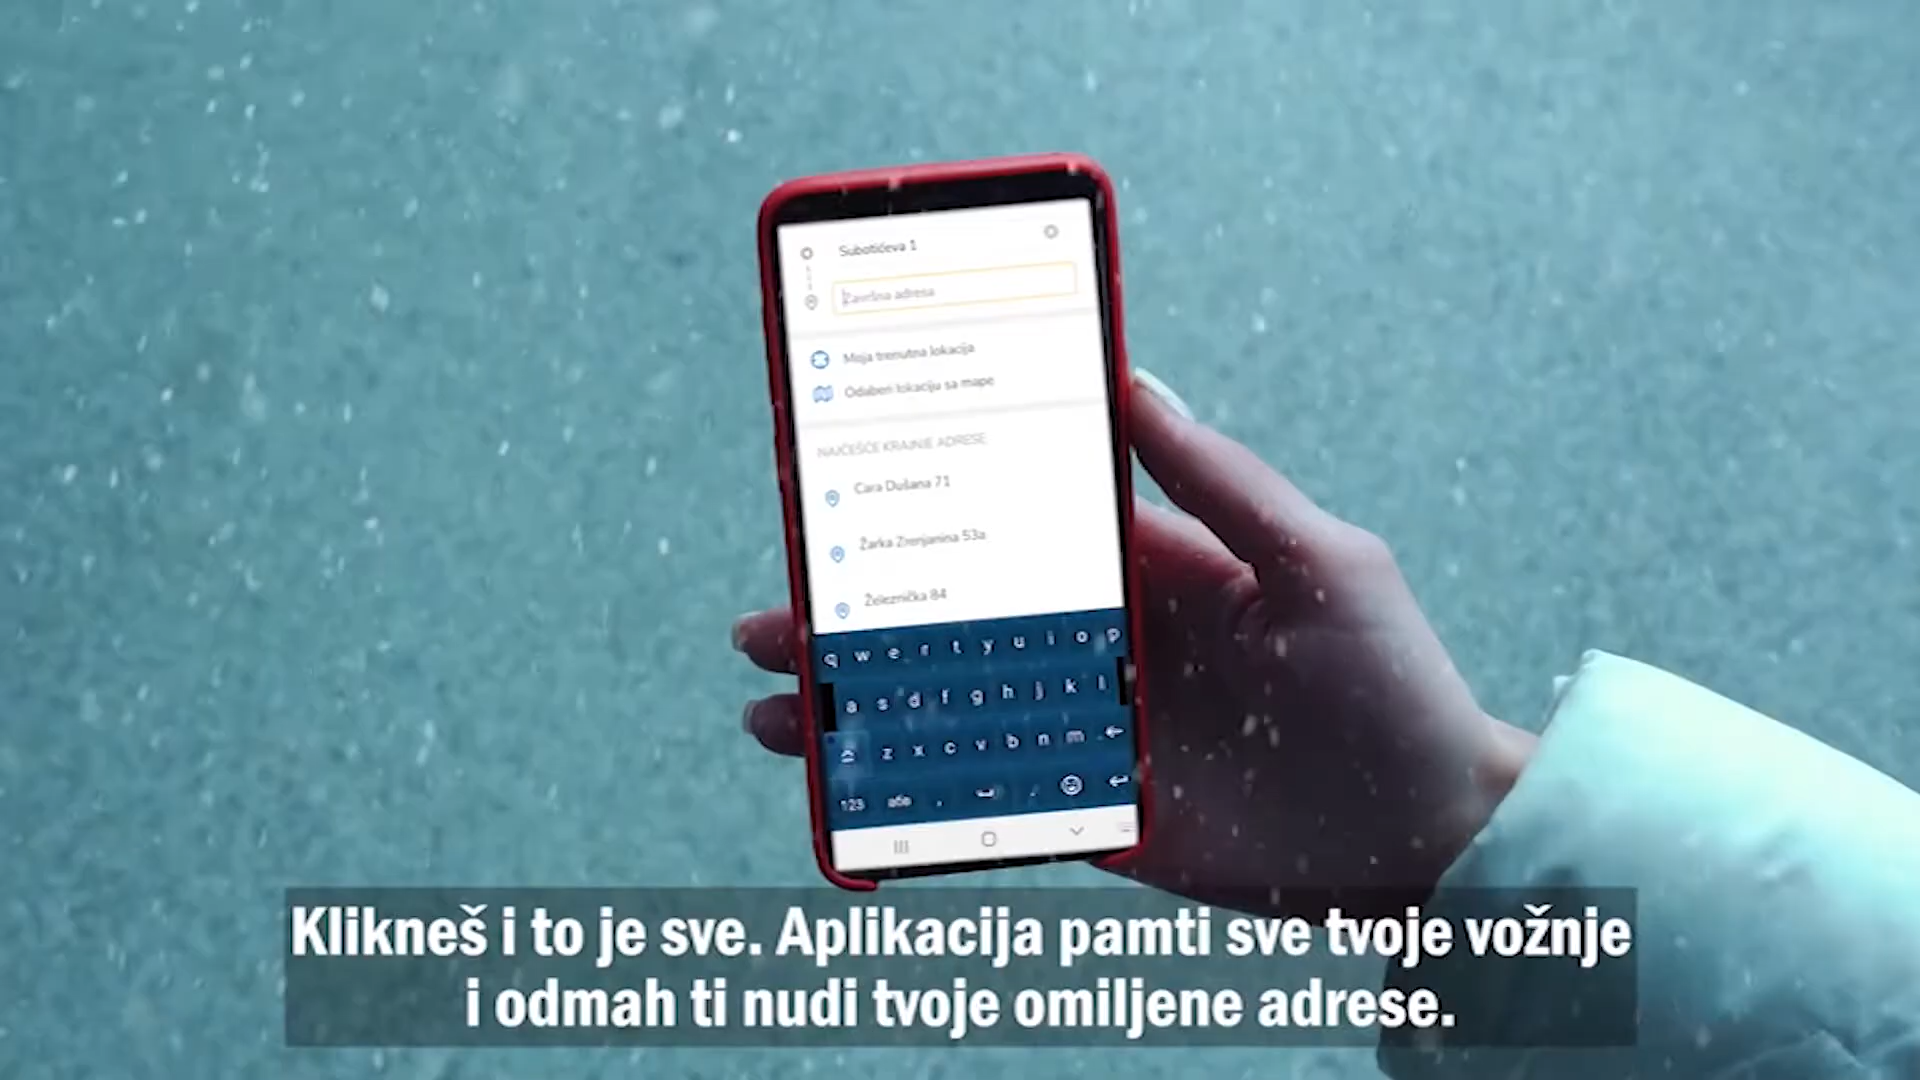 Subotićeva 1
Završna adresa
Moja trenutna lokacija
Odaberi lokaciju sa mape
NAJČEŠĆE KRAJNJE ADRESE
Cara Dušana 71
Žarka Zrenjanina 53a
Železnička 84
q w e r t y u i o p
a s d f g h j k l
z x c v b n m
123 абв , .
Klikneš i to je sve. Aplikacija pamti sve tvoje vožnje
i odmah ti nudi tvoje omiljene adrese.